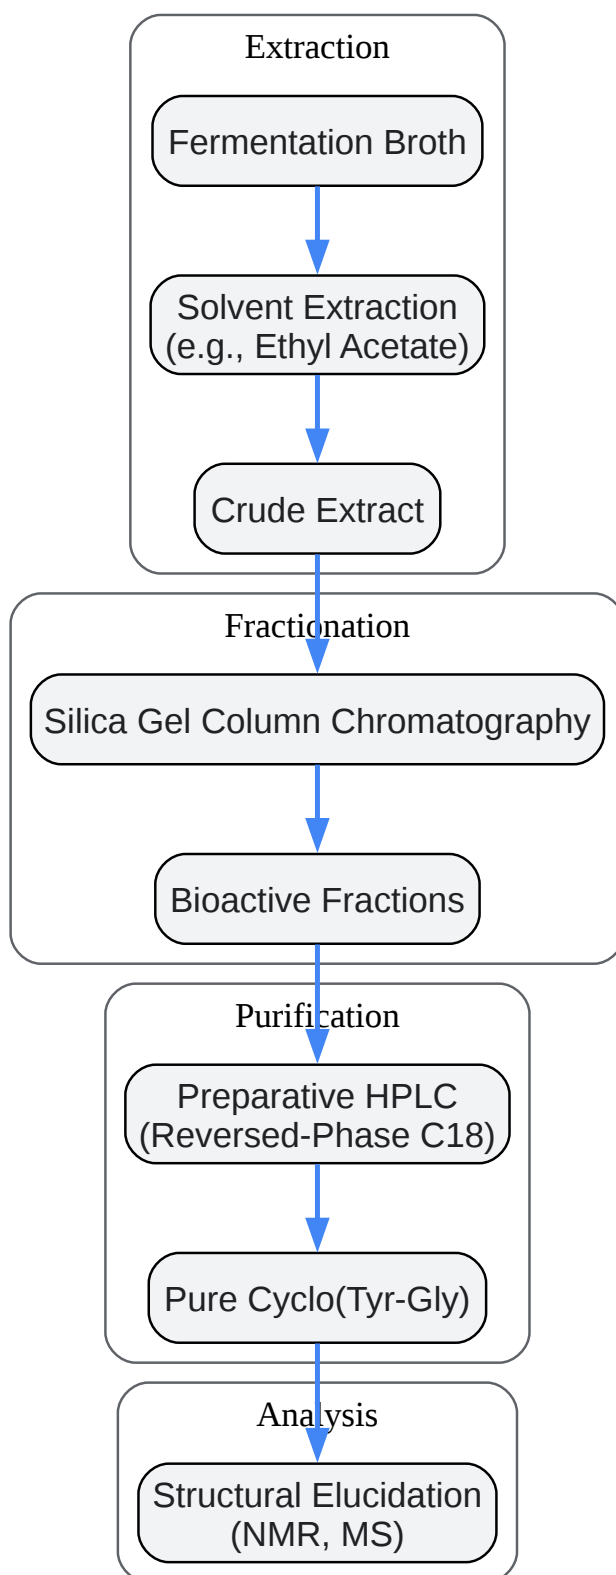 Extraction
Fermentation Broth
Solvent Extraction
(e.g., Ethyl Acetate)
Crude Extract
Fractionation
Silica Gel Column Chromatography
Bioactive Fractions
Purification
Preparative HPLC
(Reversed-Phase C18)
Pure Cyclo(Tyr-Gly)
Analysis
Structural Elucidation
(NMR, MS)